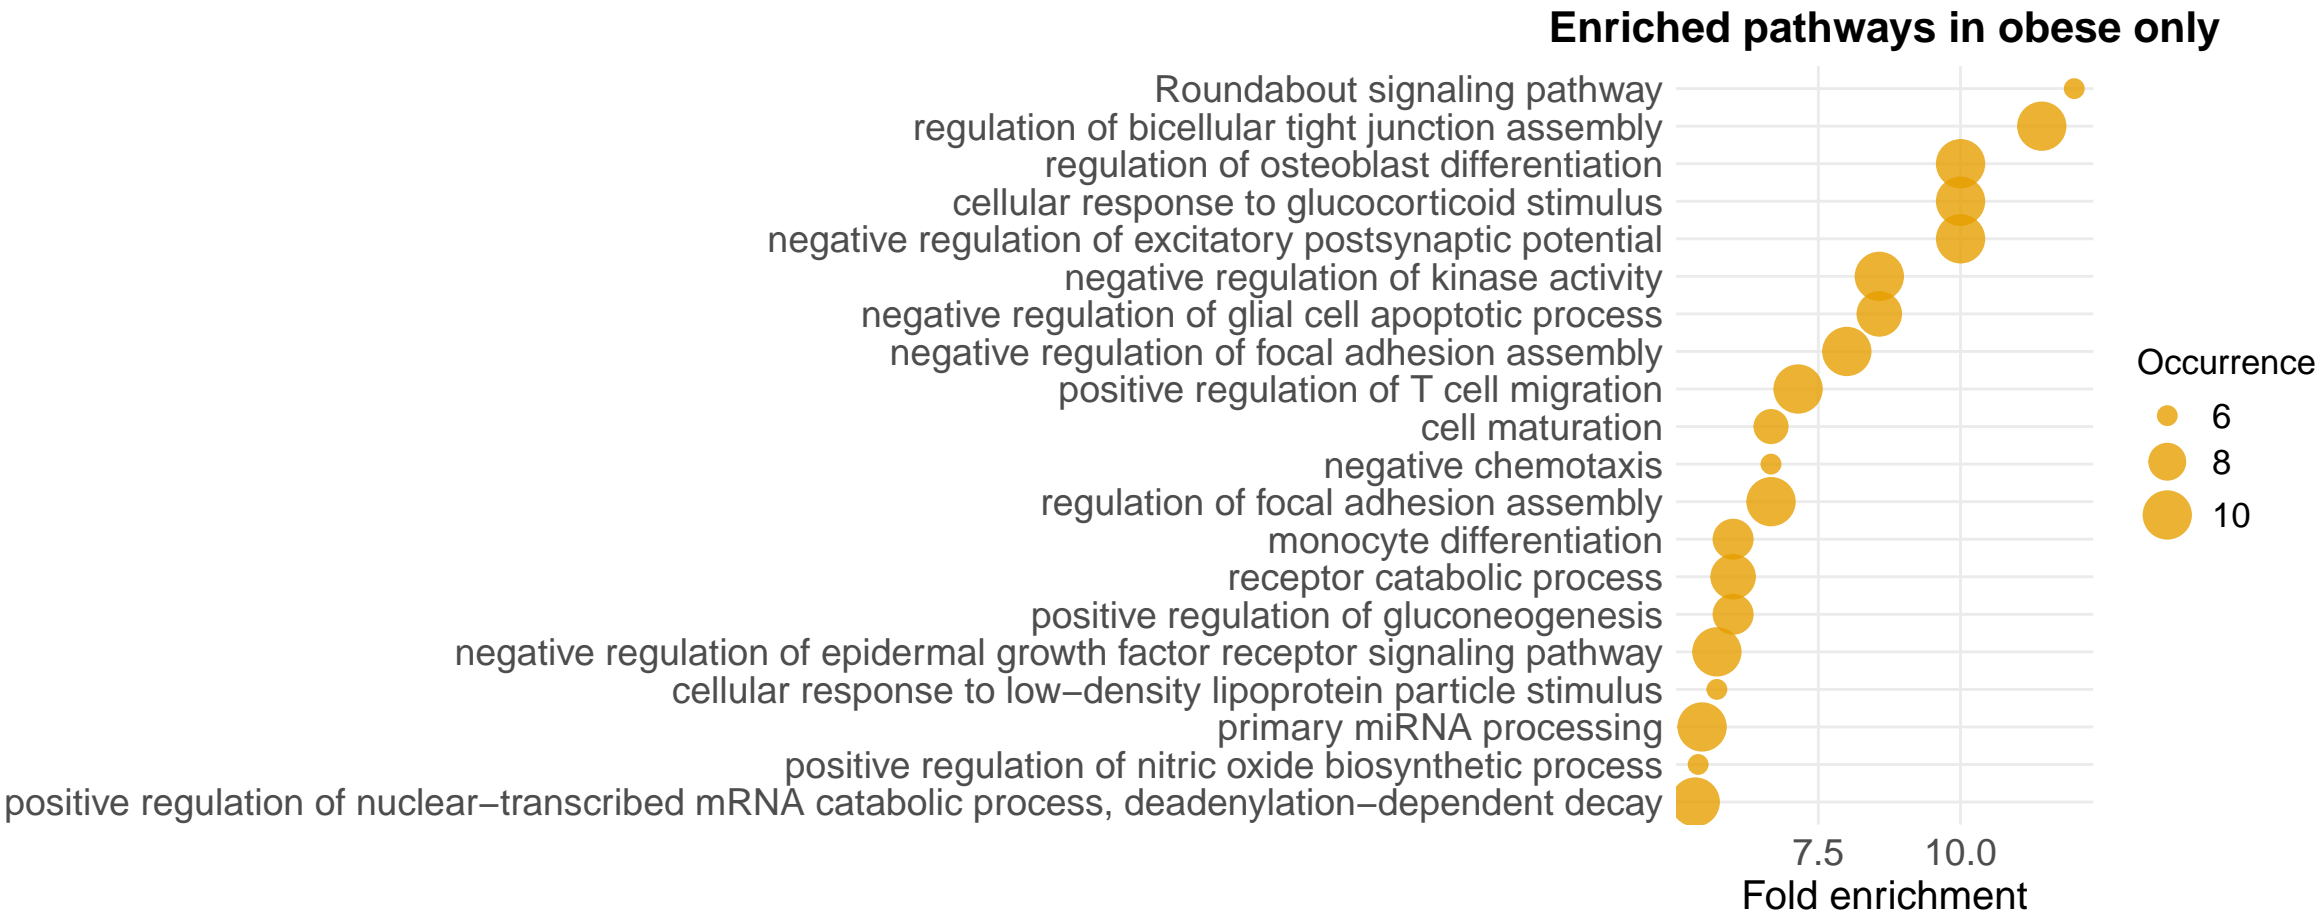 Enriched pathways in obese only
Roundabout signaling pathway
regulation of bicellular tight junction assembly
regulation of osteoblast differentiation
cellular response to glucocorticoid stimulus
negative regulation of excitatory postsynaptic potential
negative regulation of kinase activity
negative regulation of glial cell apoptotic process
negative regulation of focal adhesion assembly
positive regulation of T cell migration
cell maturation
negative chemotaxis
regulation of focal adhesion assembly
monocyte differentiation
receptor catabolic process
positive regulation of gluconeogenesis
negative regulation of epidermal growth factor receptor signaling pathway
cellular response to low−density lipoprotein particle stimulus
primary miRNA processing
positive regulation of nitric oxide biosynthetic process
positive regulation of nuclear−transcribed mRNA catabolic process, deadenylation−dependent decay
7.5 10.0
Fold enrichment
Occurrence
6
8
10